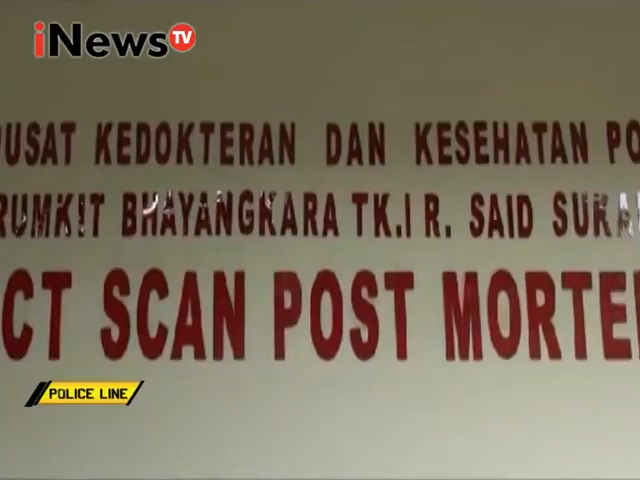 iNews TV
PUSAT KEDOKTERAN DAN KESEHATAN PO
RUMKIT BHAYANGKARA TK.I R. SAID SUKA
CT SCAN POST MORTE
POLICE LINE